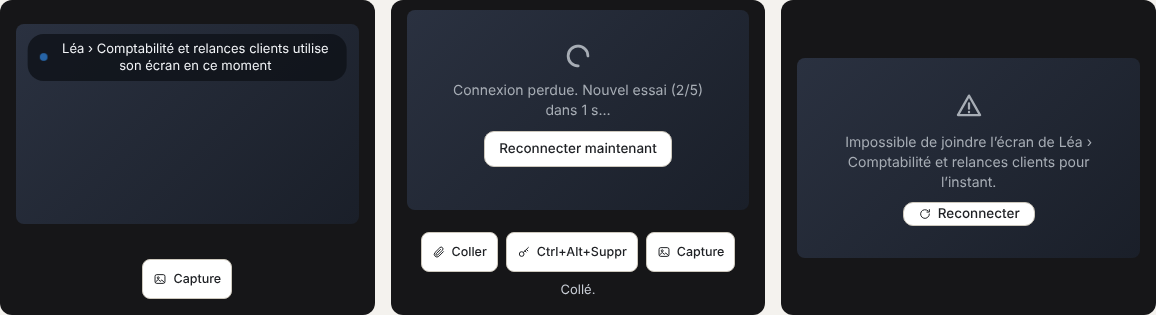 Léa › Comptabilité et relances clients utilise
son écran en ce moment
Capture
Connexion perdue. Nouvel essai (2/5)
dans 1 s...
Reconnecter maintenant
Coller
Ctrl+Alt+Suppr
Capture
Collé.
Impossible de joindre l’écran de Léa ›
Comptabilité et relances clients pour
l’instant.
Reconnecter